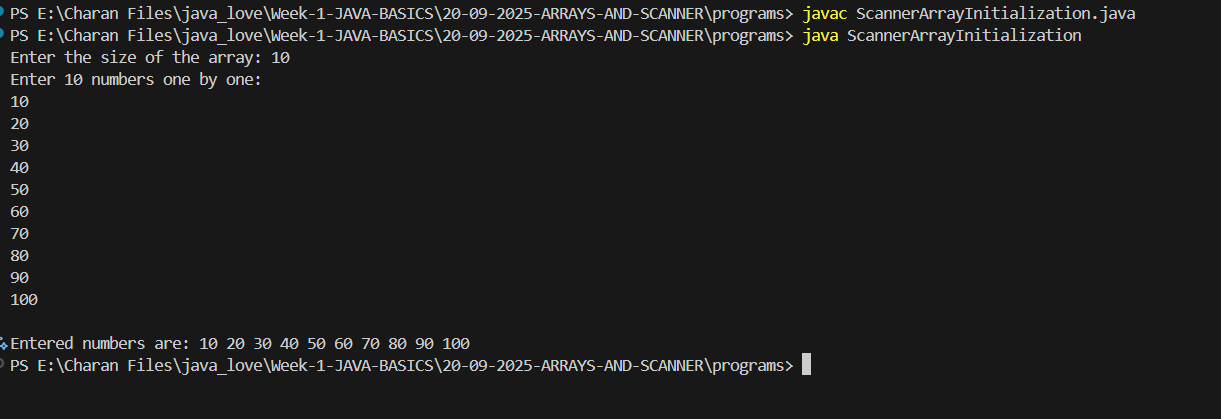 PS E:\Charan Files\java_love\Week-1-JAVA-BASICS\20-09-2025-ARRAYS-AND-SCANNER\programs> javac ScannerArrayInitialization.java
PS E:\Charan Files\java_love\Week-1-JAVA-BASICS\20-09-2025-ARRAYS-AND-SCANNER\programs> java ScannerArrayInitialization
Enter the size of the array: 10
Enter 10 numbers one by one:
10
20
30
40
50
60
70
80
90
100
Entered numbers are: 10 20 30 40 50 60 70 80 90 100
PS E:\Charan Files\java_love\Week-1-JAVA-BASICS\20-09-2025-ARRAYS-AND-SCANNER\programs>